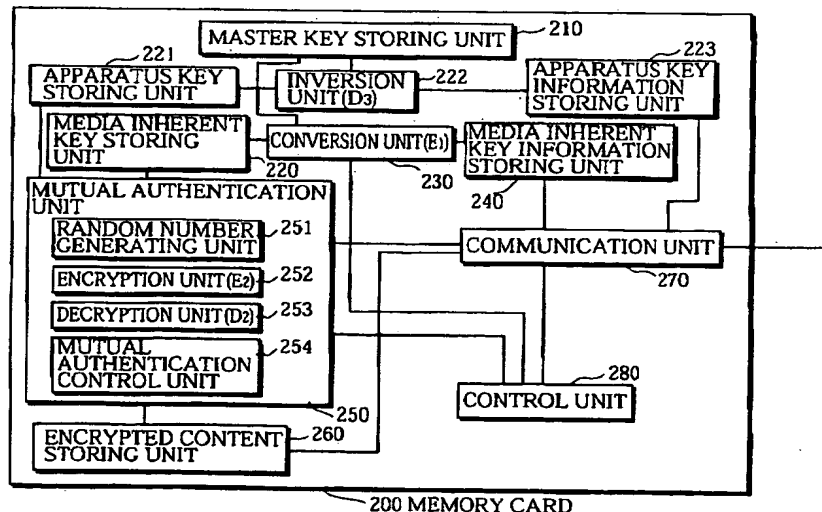 210
MASTER KEY STORING UNIT
221
APPARATUS KEY
STORING UNIT
INVERSION
UNIT(D3)
222
223
APPARATUS KEY
INFORMATION
STORING UNIT
MEDIA INHERENT
KEY STORING
UNIT
220
CONVERSION UNIT(E1)
230
MEDIA INHERENT
KEY INFORMATION
STORING UNIT
240
MUTUAL AUTHENTICATION
UNIT
RANDOM NUMBER
GENERATING UNIT
251
ENCRYPTION UNIT(E2)
252
DECRYPTION UNIT(D2)
253
MUTUAL
AUTHENTICATION
CONTROL UNIT
254
250
COMMUNICATION UNIT
270
280
CONTROL UNIT
ENCRYPTED CONTENT
STORING UNIT
260
200 MEMORY CARD